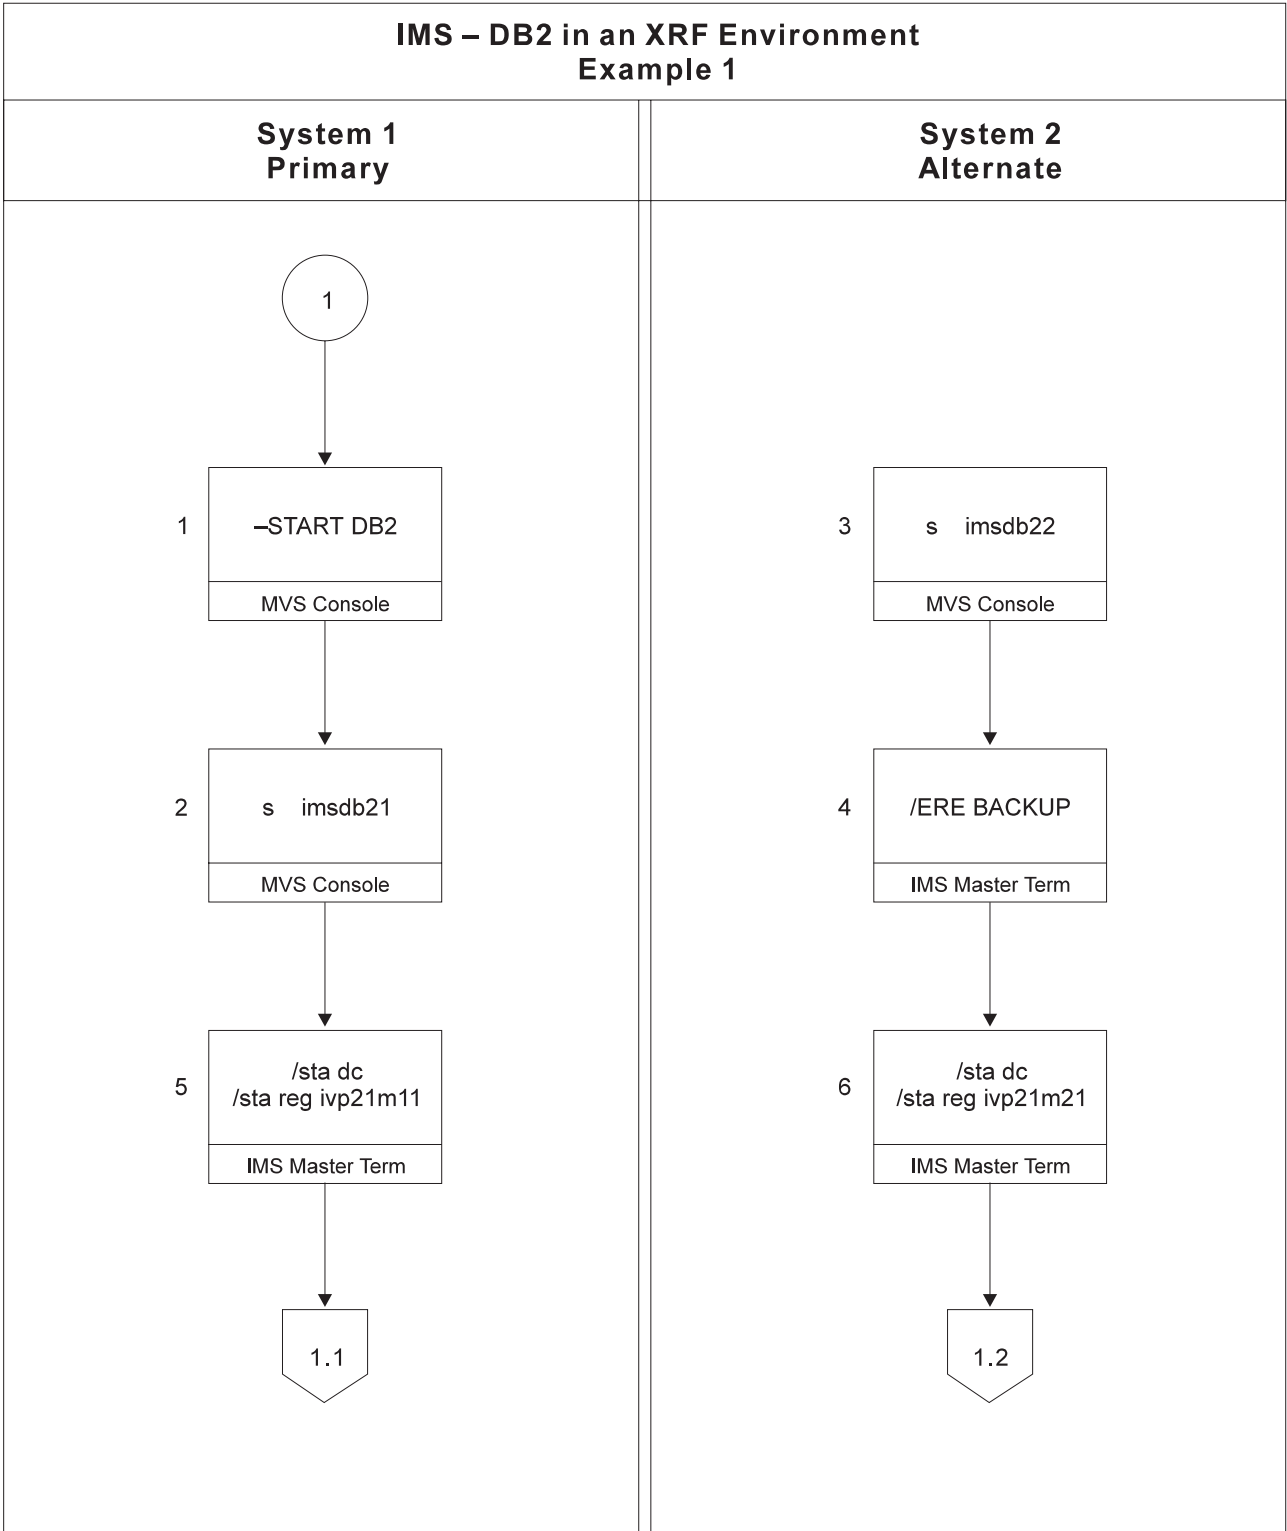 IMS – DB2 in an XRF Environment
Example 1
System 1
Primary
System 2
Alternate
1
1
–START DB2
MVS Console
3
s imsdb22
MVS Console
2
s imsdb21
MVS Console
4
/ERE BACKUP
IMS Master Term
5
/sta dc
/sta reg ivp21m11
IMS Master Term
6
/sta dc
/sta reg ivp21m21
IMS Master Term
1.1
1.2